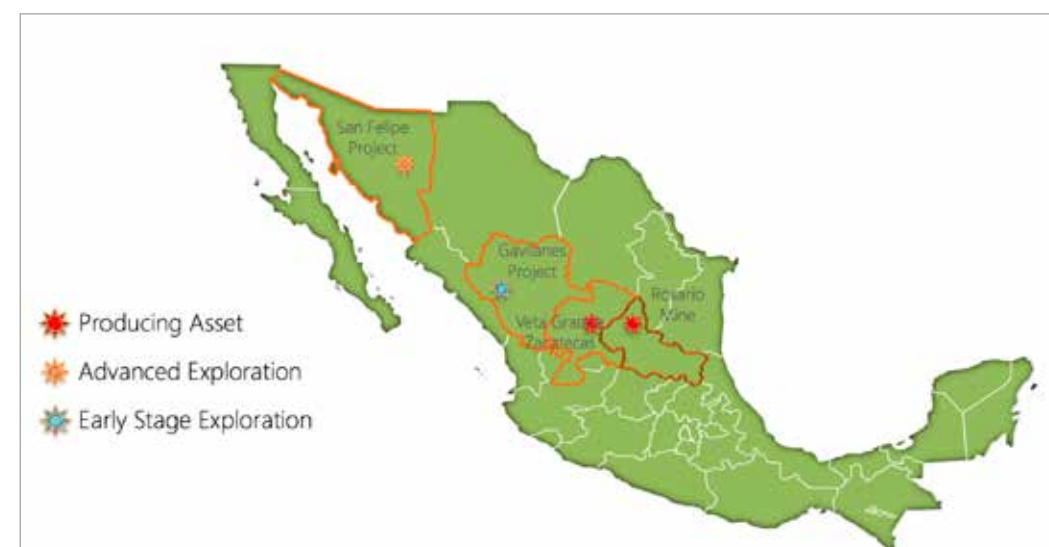 San Felipe
Project
Gavilanes
Project
Rosario
Mine
Veta Grande
Zacatecas
Producing Asset
Advanced Exploration
Early Stage Exploration